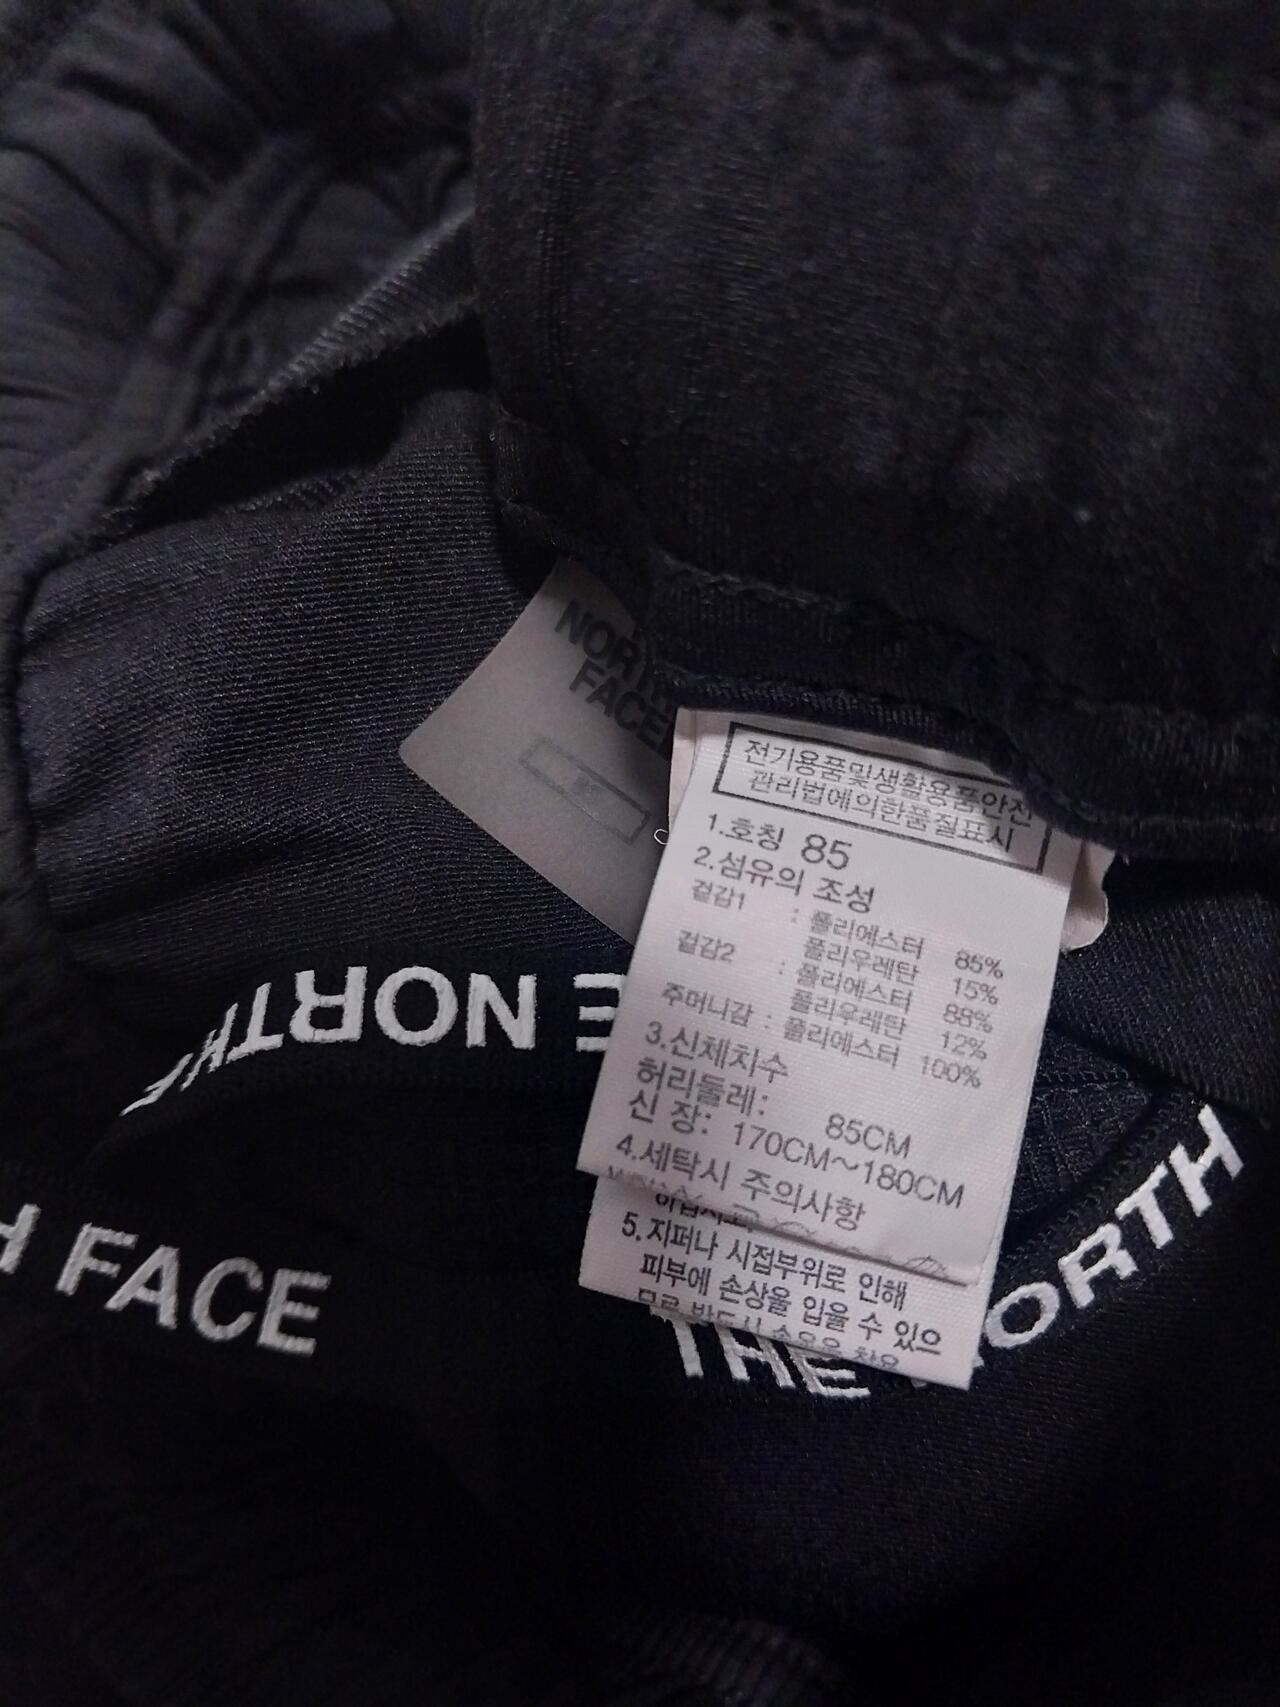 NORTH
FACE
전기용품및생활용품안전
관리법에의한품질표시
1.호칭 85
2.섬유의 조성
겉감1 : 폴리에스터 85%
폴리우레탄 15%
겉감2 : 폴리에스터 88%
폴리우레탄 12%
주머니감 : 폴리에스터 100%
3.신체치수
허리둘레: 85CM
신 장: 170CM~180CM
4.세탁시 주의사항
5.지퍼나 시접부위로 인해
피부에 손상을 입을 수 있으
E NORTH
H FACE
THE NORTH